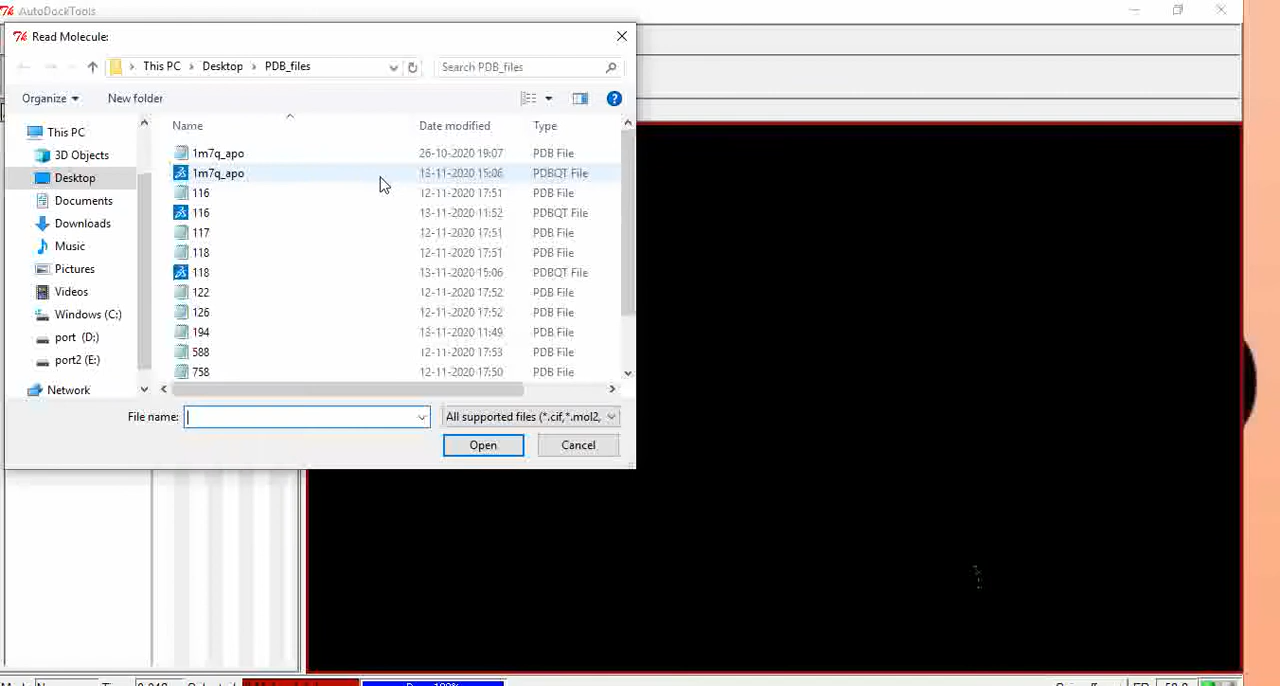 AutoDockTools
Read Molecule:
This PC > Desktop > PDB_files
Search PDB_files
Organize
New folder
This PC
3D Objects
Desktop
Documents
Downloads
Music
Pictures
Videos
Windows (C:)
port (D:)
port2 (E:)
Network
Name Date modified Type
1m7q_apo 26-10-2020 19:07 PDB File
1m7q_apo 13-11-2020 15:06 PDBQT File
116 12-11-2020 17:51 PDB File
116 13-11-2020 11:52 PDBQT File
117 12-11-2020 17:51 PDB File
118 12-11-2020 17:51 PDB File
118 13-11-2020 15:06 PDBQT File
122 12-11-2020 17:52 PDB File
126 12-11-2020 17:52 PDB File
194 13-11-2020 11:49 PDB File
588 12-11-2020 17:53 PDB File
758 12-11-2020 17:50 PDB File
File name:
All supported files (*.cif,*.mol2,
Open
Cancel